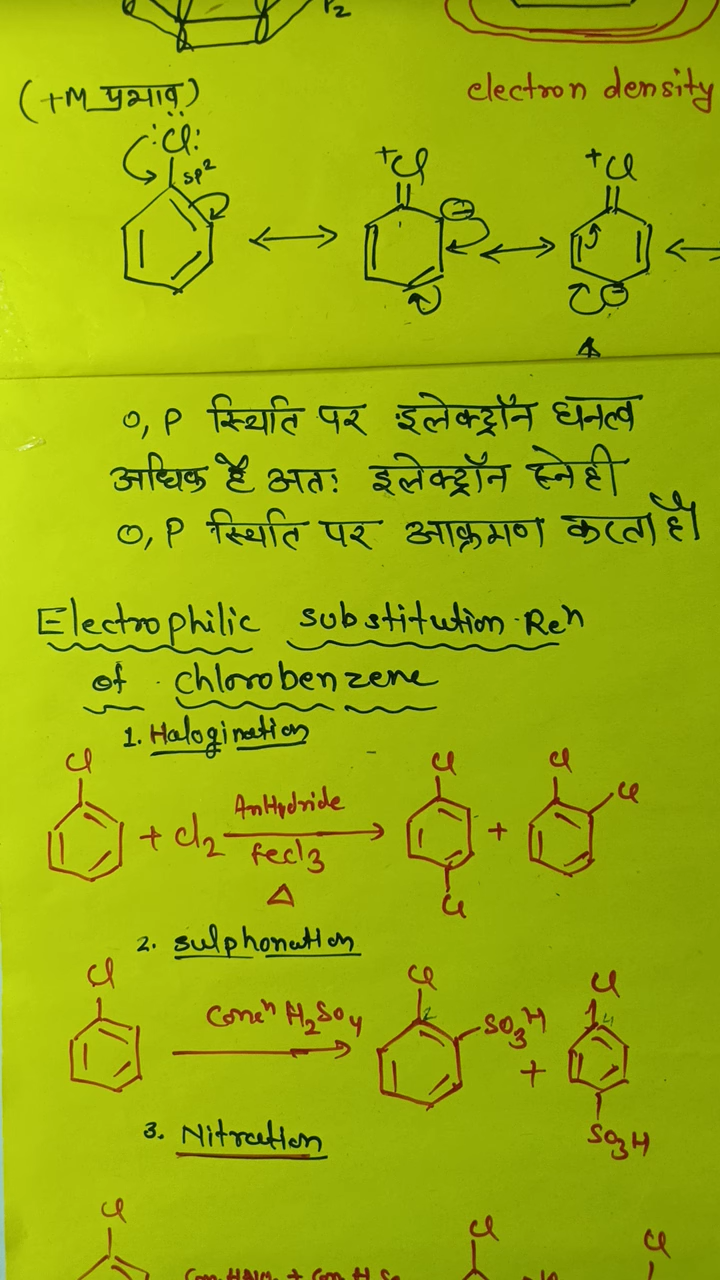 electron density
(+M प्रभाव)
:Cl:
sp²
+Cl
+Cl
o, P स्थिति पर इलेक्ट्रॉन घनत्व
अधिक है अतः इलेक्ट्रॉन स्नेही
o, P स्थिति पर आक्रमण करता है।
Electrophilic substitution Reⁿ
of chlorobenzene
1. Halogination
Cl Cl Cl
Cl
+ Cl2 AnHydride +
FeCl3
Δ
Cl
2. Sulphonation
Cl Cl Cl
Concⁿ H2SO4 SO3H
+
SO3H
3. Nitration
Cl Cl Cl